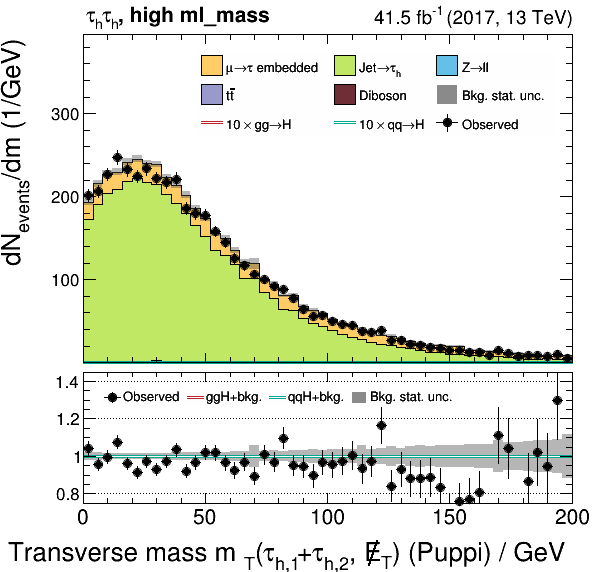 τhτh, high ml_mass 41.5 fb⁻¹ (2017, 13 TeV)
dNevents/dm (1/GeV)
μ→τ embedded Jet→τh Z→ll
tt̄ Diboson Bkg. stat. unc.
10 × gg→H 10 × qq→H Observed
300
200
100
Observed ggH+bkg. qqH+bkg. Bkg. stat. unc.
1.4
1.2
1
0.8
0 50 100 150 200
Transverse mass m T(τh,1+τh,2, E̸T) (Puppi) / GeV